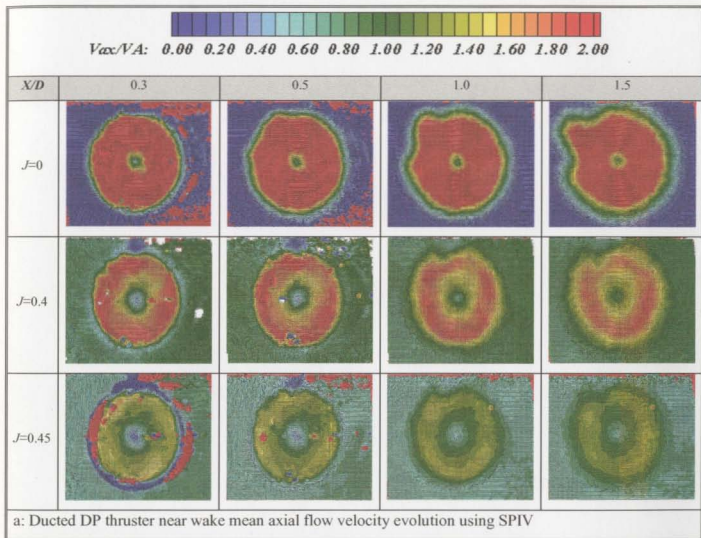 Vax/VA: 0.00 0.20 0.40 0.60 0.80 1.00 1.20 1.40 1.60 1.80 2.00
X/D 0.3 0.5 1.0 1.5
J=0
J=0.4
J=0.45
a: Ducted DP thruster near wake mean axial flow velocity evolution using SPIV